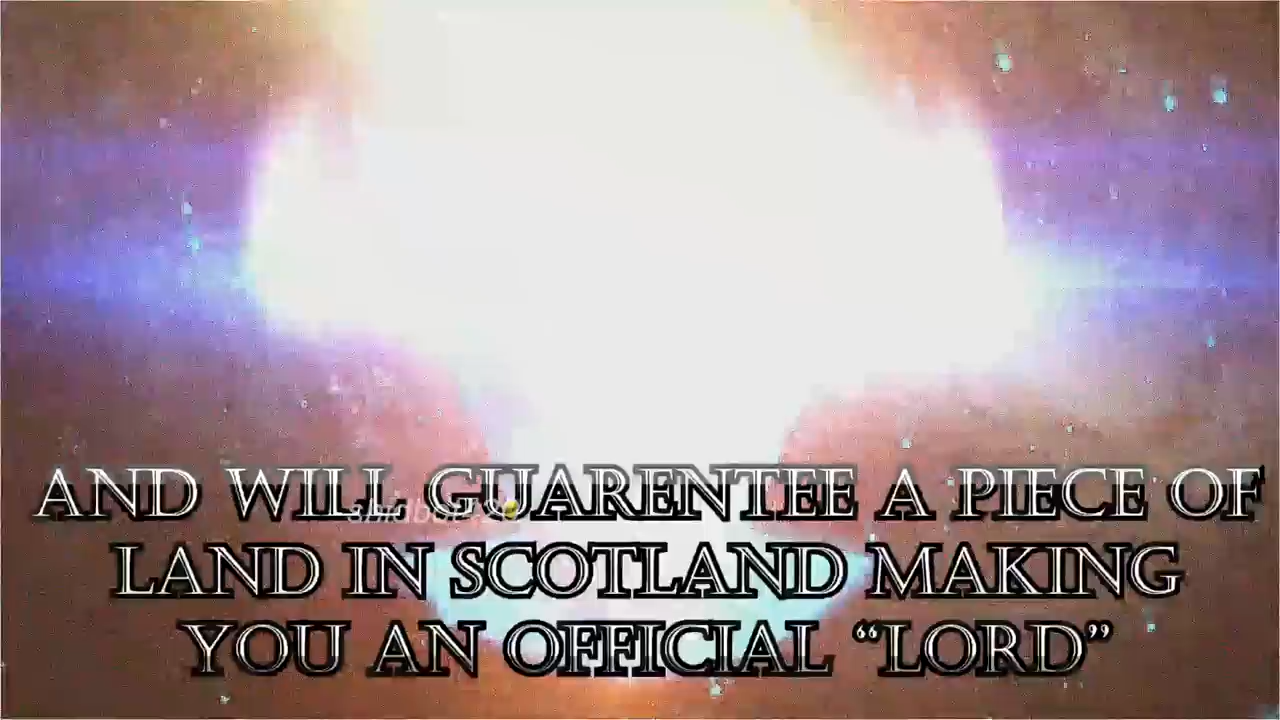 AND WILL GUARENTEE A PIECE OF
LAND IN SCOTLAND MAKING
YOU AN OFFICIAL “LORD”